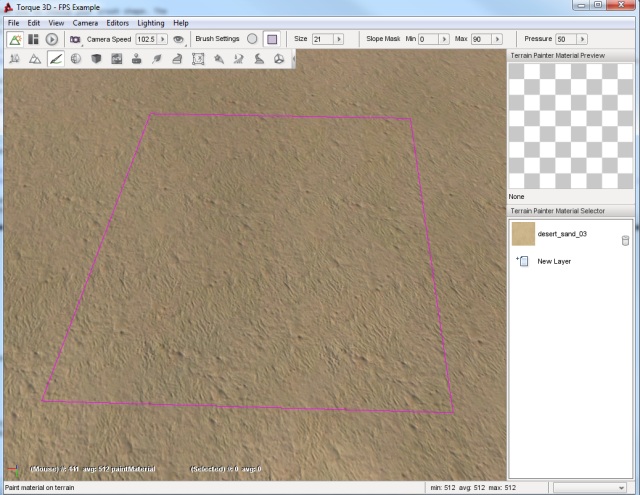 Torque 3D - FPS Example
File Edit View Camera Editors Lighting Help
Camera Speed 102.5 Brush Settings Size 21 Slope Mask Min 0 Max 90 Pressure 50
Terrain Painter Material Preview
None
Terrain Painter Material Selector
desert_sand_03
New Layer
(Mouse) #: 441 avg: 512 paintMaterial (Selected) #: 0 avg: 0
Paint material on terrain min: 512 avg: 512 max: 512